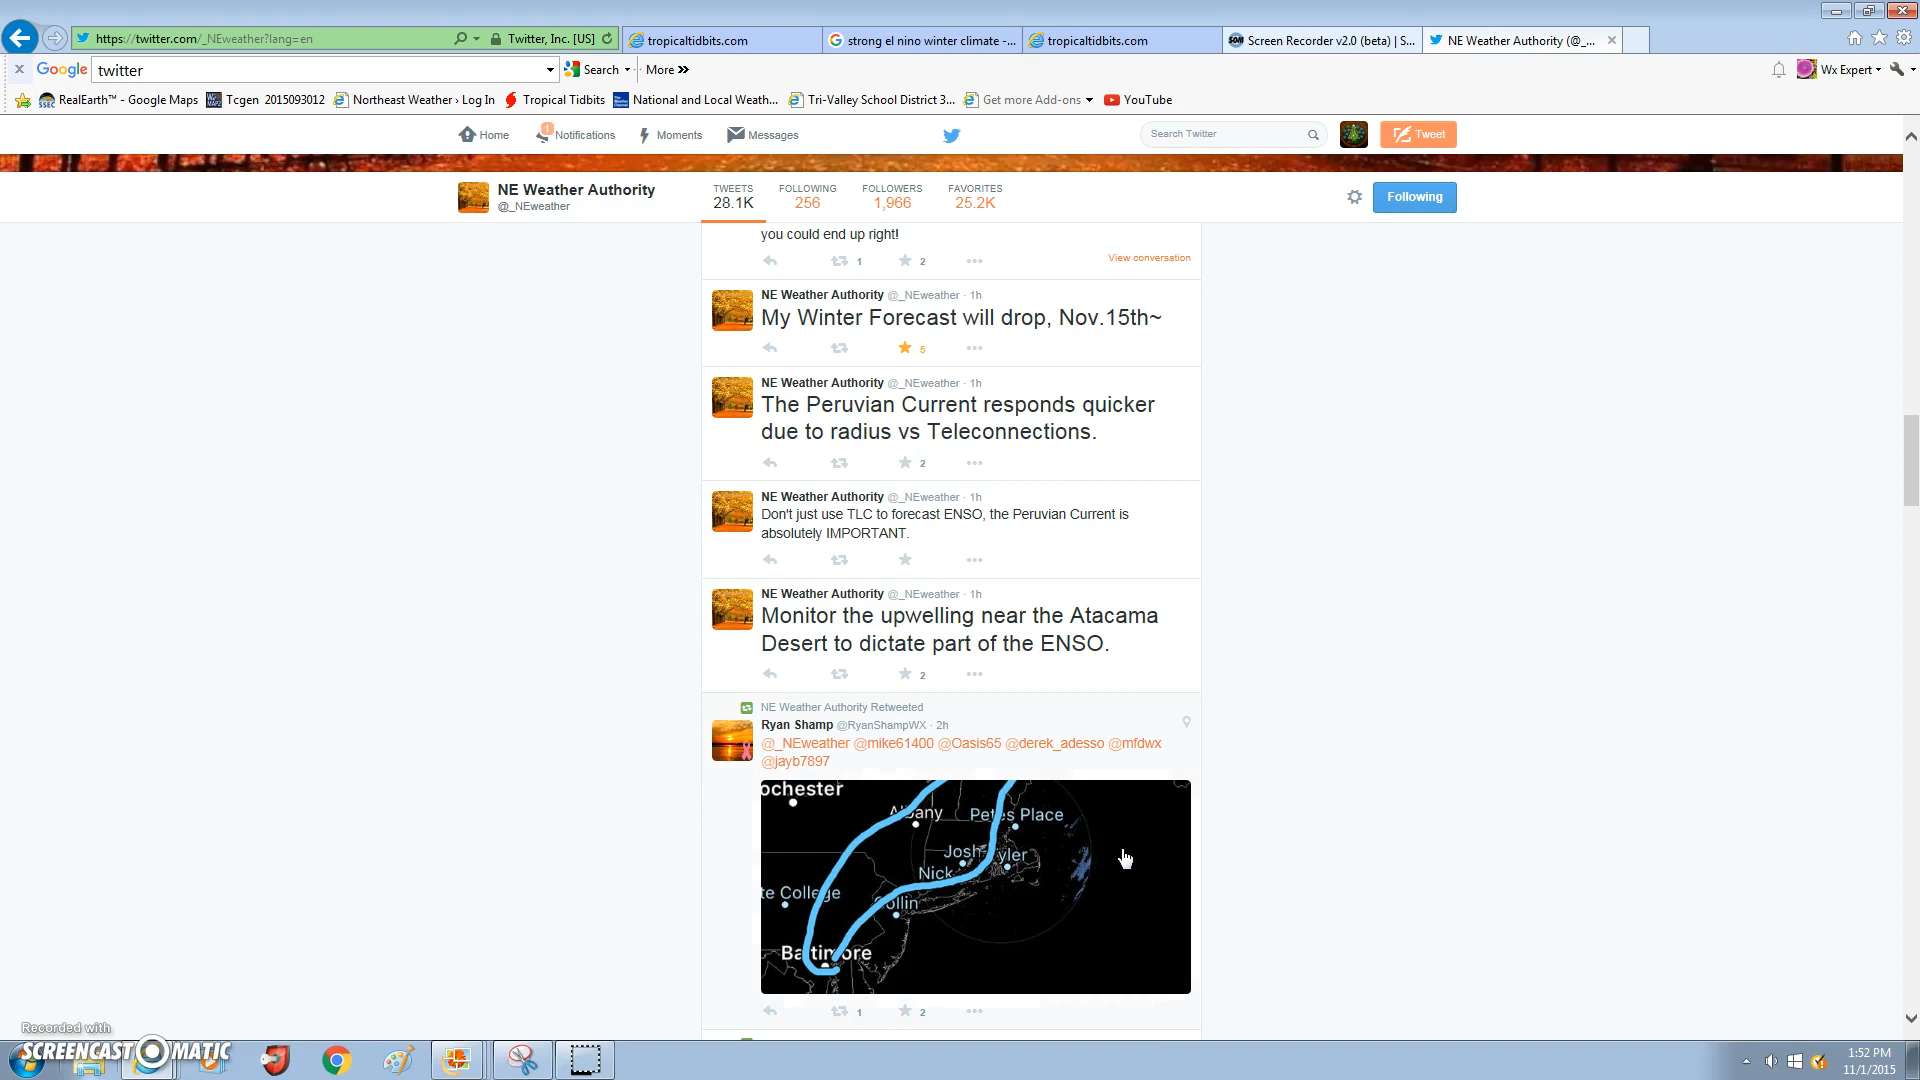 https://twitter.com/_NEweather?lang=en
Twitter, Inc. [US]
tropicaltidbits.com
strong el nino winter climate -...
tropicaltidbits.com
Screen Recorder v2.0 (beta) | S...
NE Weather Authority (@_...
Google
twitter
Search
More »
Wx Expert
RealEarth™ - Google Maps
Tcgen 2015093012
Northeast Weather › Log In
Tropical Tidbits
National and Local Weath...
Tri-Valley School District 3...
Get more Add-ons
YouTube
Home
Notifications
Moments
Messages
Search Twitter
Tweet
NE Weather Authority
@_NEweather
TWEETS
28.1K
FOLLOWING
256
FOLLOWERS
1,966
FAVORITES
25.2K
Following
you could end up right!
1
2
View conversation
NE Weather Authority @_NEweather · 1h
My Winter Forecast will drop, Nov.15th~
5
NE Weather Authority @_NEweather · 1h
The Peruvian Current responds quicker
due to radius vs Teleconnections.
2
NE Weather Authority @_NEweather · 1h
Don't just use TLC to forecast ENSO, the Peruvian Current is
absolutely IMPORTANT.
NE Weather Authority @_NEweather · 1h
Monitor the upwelling near the Atacama
Desert to dictate part of the ENSO.
2
NE Weather Authority Retweeted
Ryan Shamp @RyanShampWX · 2h
@_NEweather @mike61400 @Oasis65 @derek_adesso @mfdwx
@jayb7897
ochester
Albany
Petes Place
Josh
yler
Nick
te College
Collin
Baltimore
1
2
Recorded with
SCREENCAST-O-MATIC
1:52 PM
11/1/2015